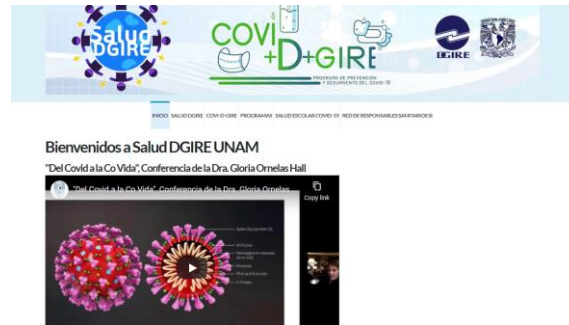 Salud
DGIRE
COVI
+D+GIRE
PROGRAMA DE PREVENCIÓN
Y SEGUIMIENTO DEL COVID-19
DGIRE
INICIO SALUD DGIRE COVI-D-GIRE PROGRAMAS SALUD ESCOLAR COVID-19 RED DE RESPONSABLES SANITARIOS SI
Bienvenidos a Salud DGIRE UNAM
"Del Covid a la Co Vida", Conferencia de la Dra. Gloria Ornelas Hall
"Del Covid a la Co Vida", Conferencia de la Dra. Gloria Ornelas
Copy link